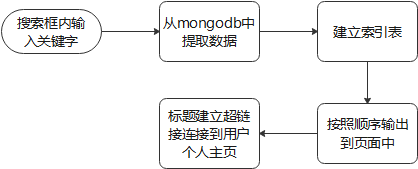 搜索框内输
入关键字
从mongodb中
提取数据
建立索引表
按照顺序输出
到页面中
标题建立超链
接连接到用户
个人主页